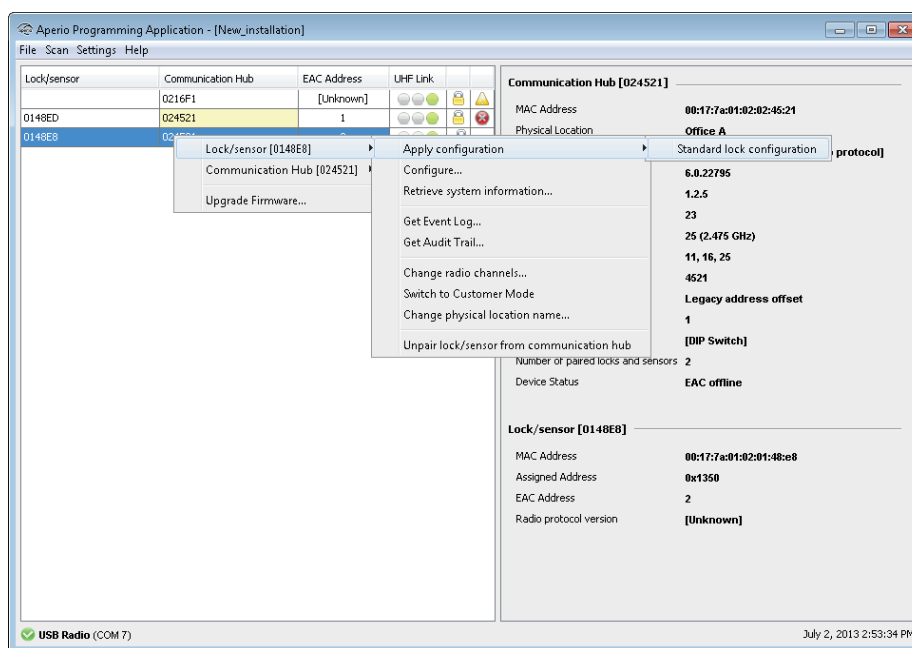 Aperio Programming Application - [New_installation]
File Scan Settings Help
Lock/sensor Communication Hub EAC Address UHF Link
0216F1 [Unknown]
0148ED 024521 1
0148E8
Lock/sensor [0148E8]
Communication Hub [024521]
Upgrade Firmware...
Apply configuration
Configure...
Retrieve system information...
Get Event Log...
Get Audit Trail...
Change radio channels...
Switch to Customer Mode
Change physical location name...
Unpair lock/sensor from communication hub
Standard lock configuration
Communication Hub [024521]
MAC Address 00:17:7a:01:02:02:45:21
Physical Location Office A
protocol]
6.0.22795
1.2.5
23
25 (2.475 GHz)
11, 16, 25
4521
Legacy address offset
1
[DIP Switch]
Number of paired locks and sensors 2
Device Status EAC offline
Lock/sensor [0148E8]
MAC Address 00:17:7a:01:02:01:48:e8
Assigned Address 0x1350
EAC Address 2
Radio protocol version [Unknown]
USB Radio (COM 7)
July 2, 2013 2:53:34 PM